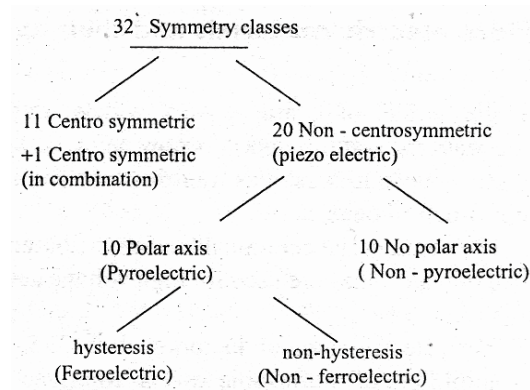 32 Symmetry classes
11 Centro symmetric
+1 Centro symmetric
(in combination)
20 Non - centrosymmetric
(piezo electric)
10 Polar axis
(Pyroelectric)
10 No polar axis
( Non - pyroelectric)
hysteresis
(Ferroelectric)
non-hysteresis
(Non - ferroelectric)